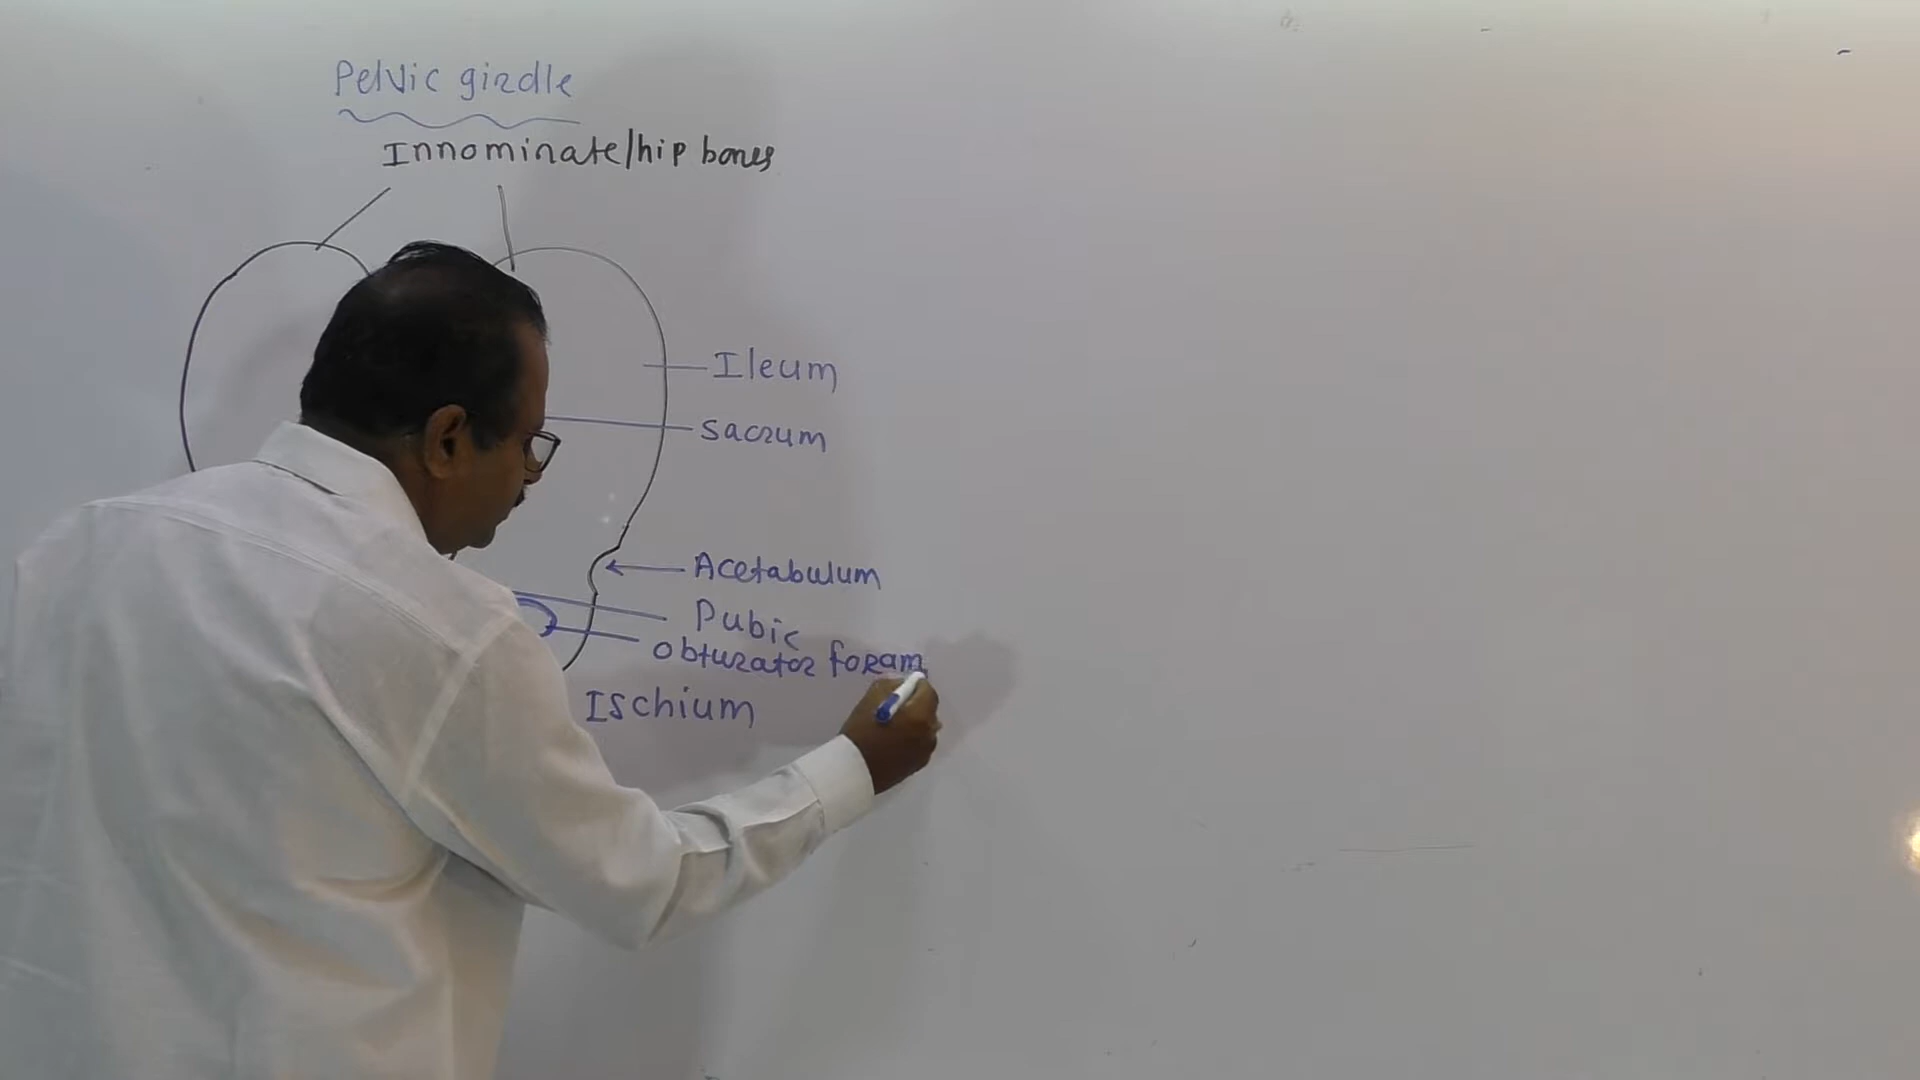 Pelvic girdle
Innominate/hip bones
Ileum
Sacrum
Acetabulum
Pubic
Obturator foram
Ischium